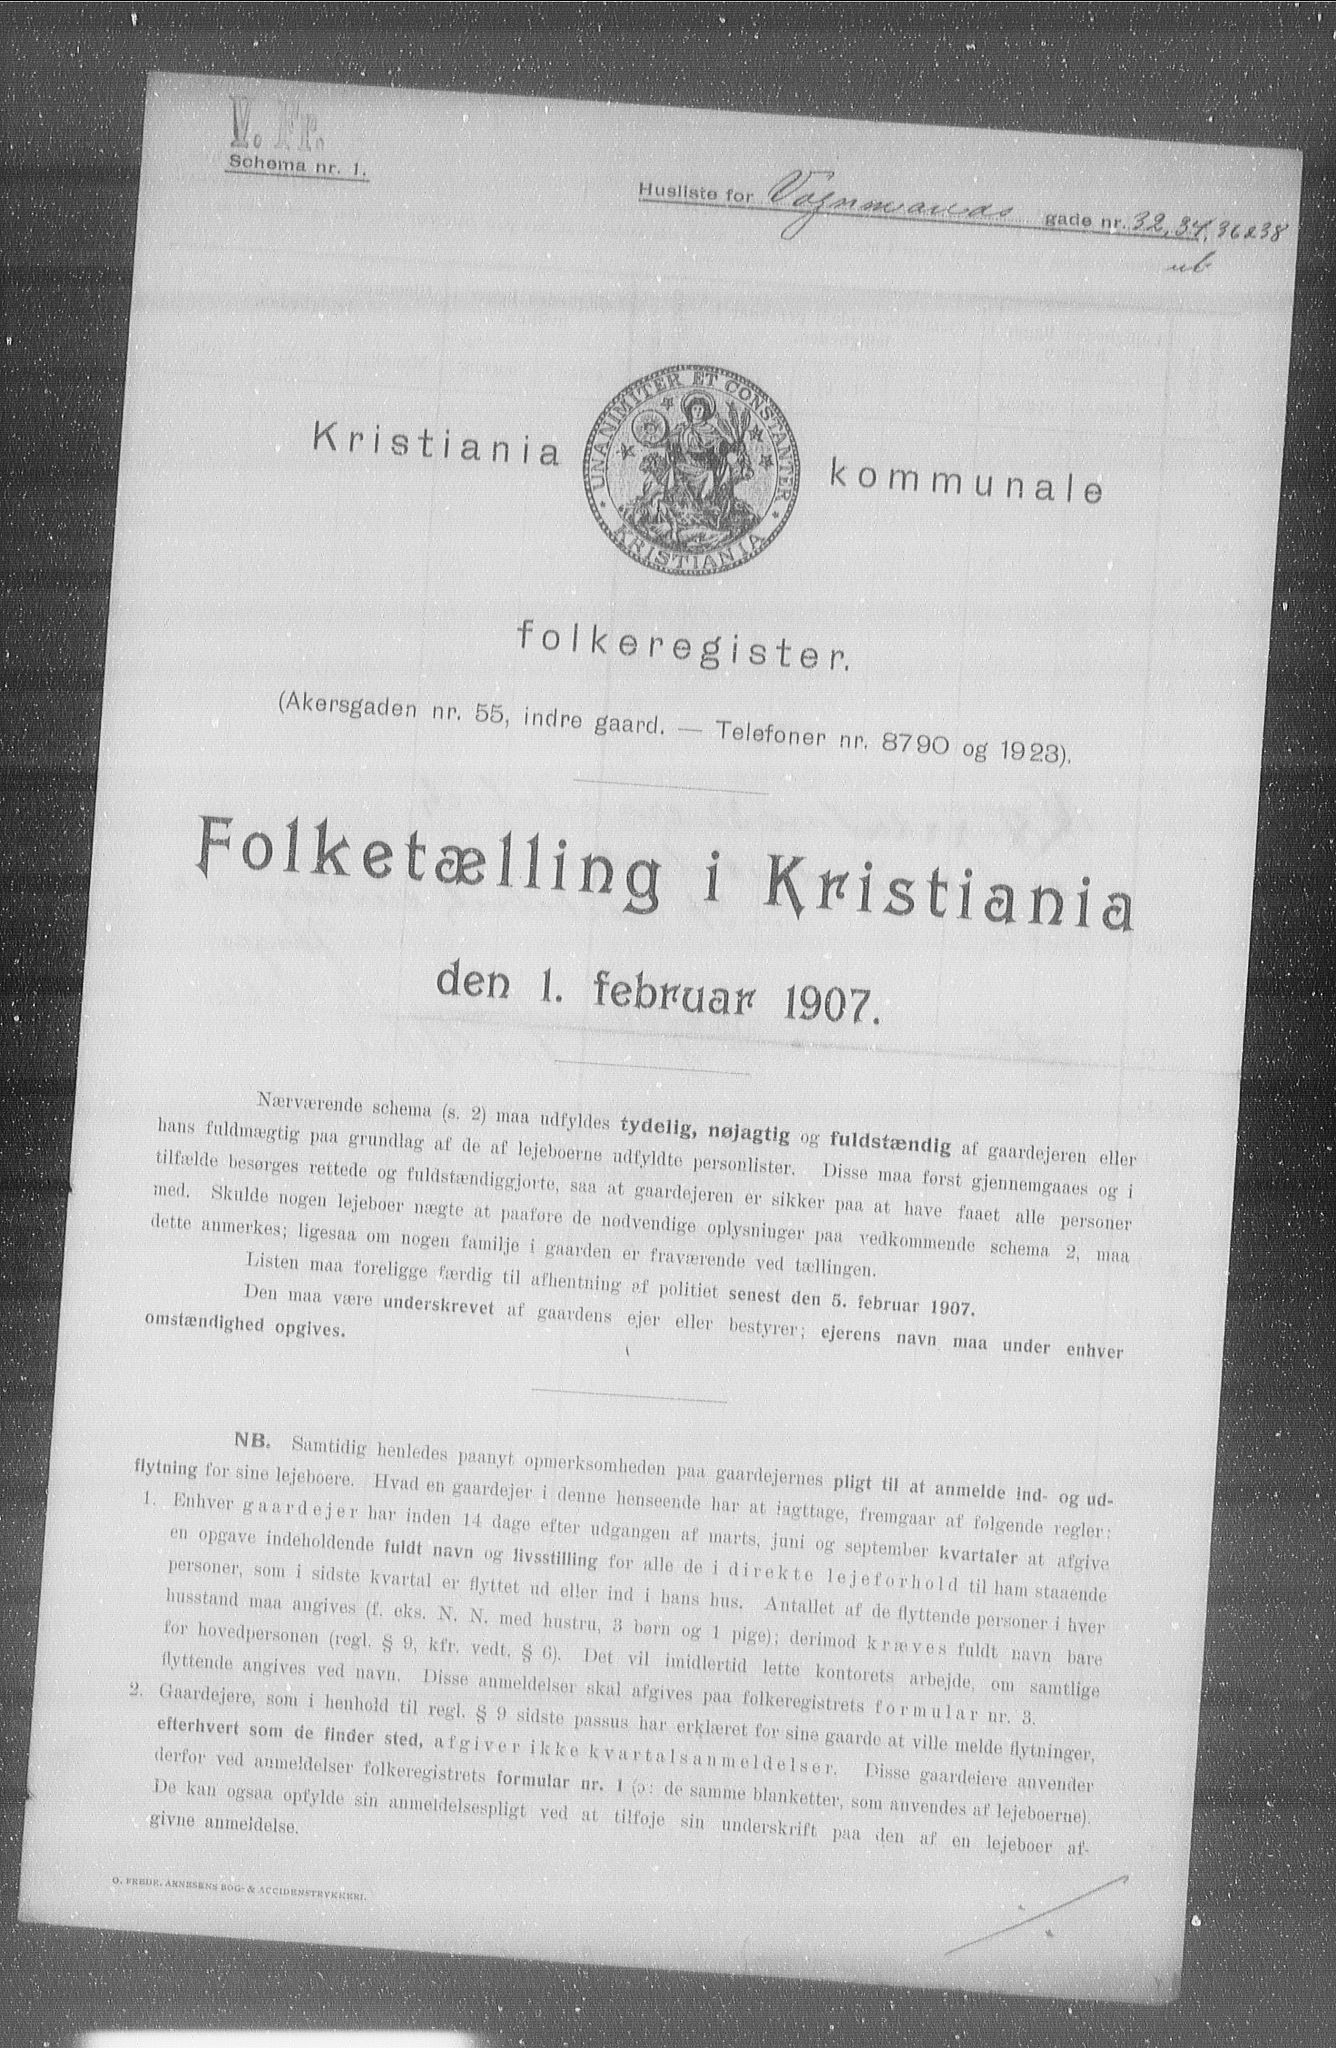 V. Fr.
Schema nr. 1.
Husliste for Vognmands gade nr. 32, 34, 36 & 38
ub
UNANIMITER ET CONSTANTER
KRISTIANIA
Kristiania kommunale
folkeregister.
(Akersgaden nr. 55, indre gaard. — Telefoner nr. 8790 og 1923).
Folketælling i Kristiania
den 1. februar 1907.
Nærværende schema (s. 2) maa udfyldes tydelig, nøjagtig og fuldstændig af gaardejeren eller
hans fuldmægtig paa grundlag af de af lejeboerne udfyldte personlister. Disse maa først gjennemgaaes og i
tilfælde besørges rettede og fuldstændiggjorte, saa at gaardejeren er sikker paa at have faaet alle personer
med. Skulde nogen lejeboer nægte at paaføre de nødvendige oplysninger paa vedkommende schema 2, maa
dette anmerkes; ligesaa om nogen familje i gaarden er fraværende ved tællingen.
Listen maa foreligge færdig til afhentning af politiet senest den 5. februar 1907.
Den maa være underskrevet af gaardens ejer eller bestyrer; ejerens navn maa under enhver
omstændighed opgives.
NB. Samtidig henledes paanyt opmerksomheden paa gaardejernes pligt til at anmelde ind- og ud-
flytning for sine lejeboere. Hvad en gaardejer i denne henseende har at iagttage, fremgaar af følgende regler:
1. Enhver gaardejer har inden 14 dage efter udgangen af marts, juni og september kvartaler at afgive
en opgave indeholdende fuldt navn og livsstilling for alle de i direkte lejeforhold til ham staaende
personer, som i sidste kvartal er flyttet ud eller ind i hans hus. Antallet af de flyttende personer i hver
husstand maa angives (f. eks. N. N. med hustru, 3 børn og 1 pige); derimod kræves fuldt navn bare
for hovedpersonen (regl. § 9, kfr. vedt. § 6). Det vil imidlertid lette kontorets arbejde, om samtlige
flyttende angives ved navn. Disse anmeldelser skal afgives paa folkeregistrets formular nr. 3.
2. Gaardejere, som i henhold til regl. § 9 sidste passus har erklæret for sine gaarde at ville melde flytninger,
efterhvert som de finder sted, afgiver ikke kvartalsanmeldelser. Disse gaardeiere anvender
derfor ved anmeldelser folkeregistrets formular nr. 1 (ɔ: de samme blanketter, som anvendes af lejeboerne).
De kan ogsaa opfylde sin anmeldelsespligt ved at tilføje sin underskrift paa den af en lejeboer af-
givne anmeldelse.
O. FREDR. ARNESENS BOG- & ACCIDENSTRYKKERI.